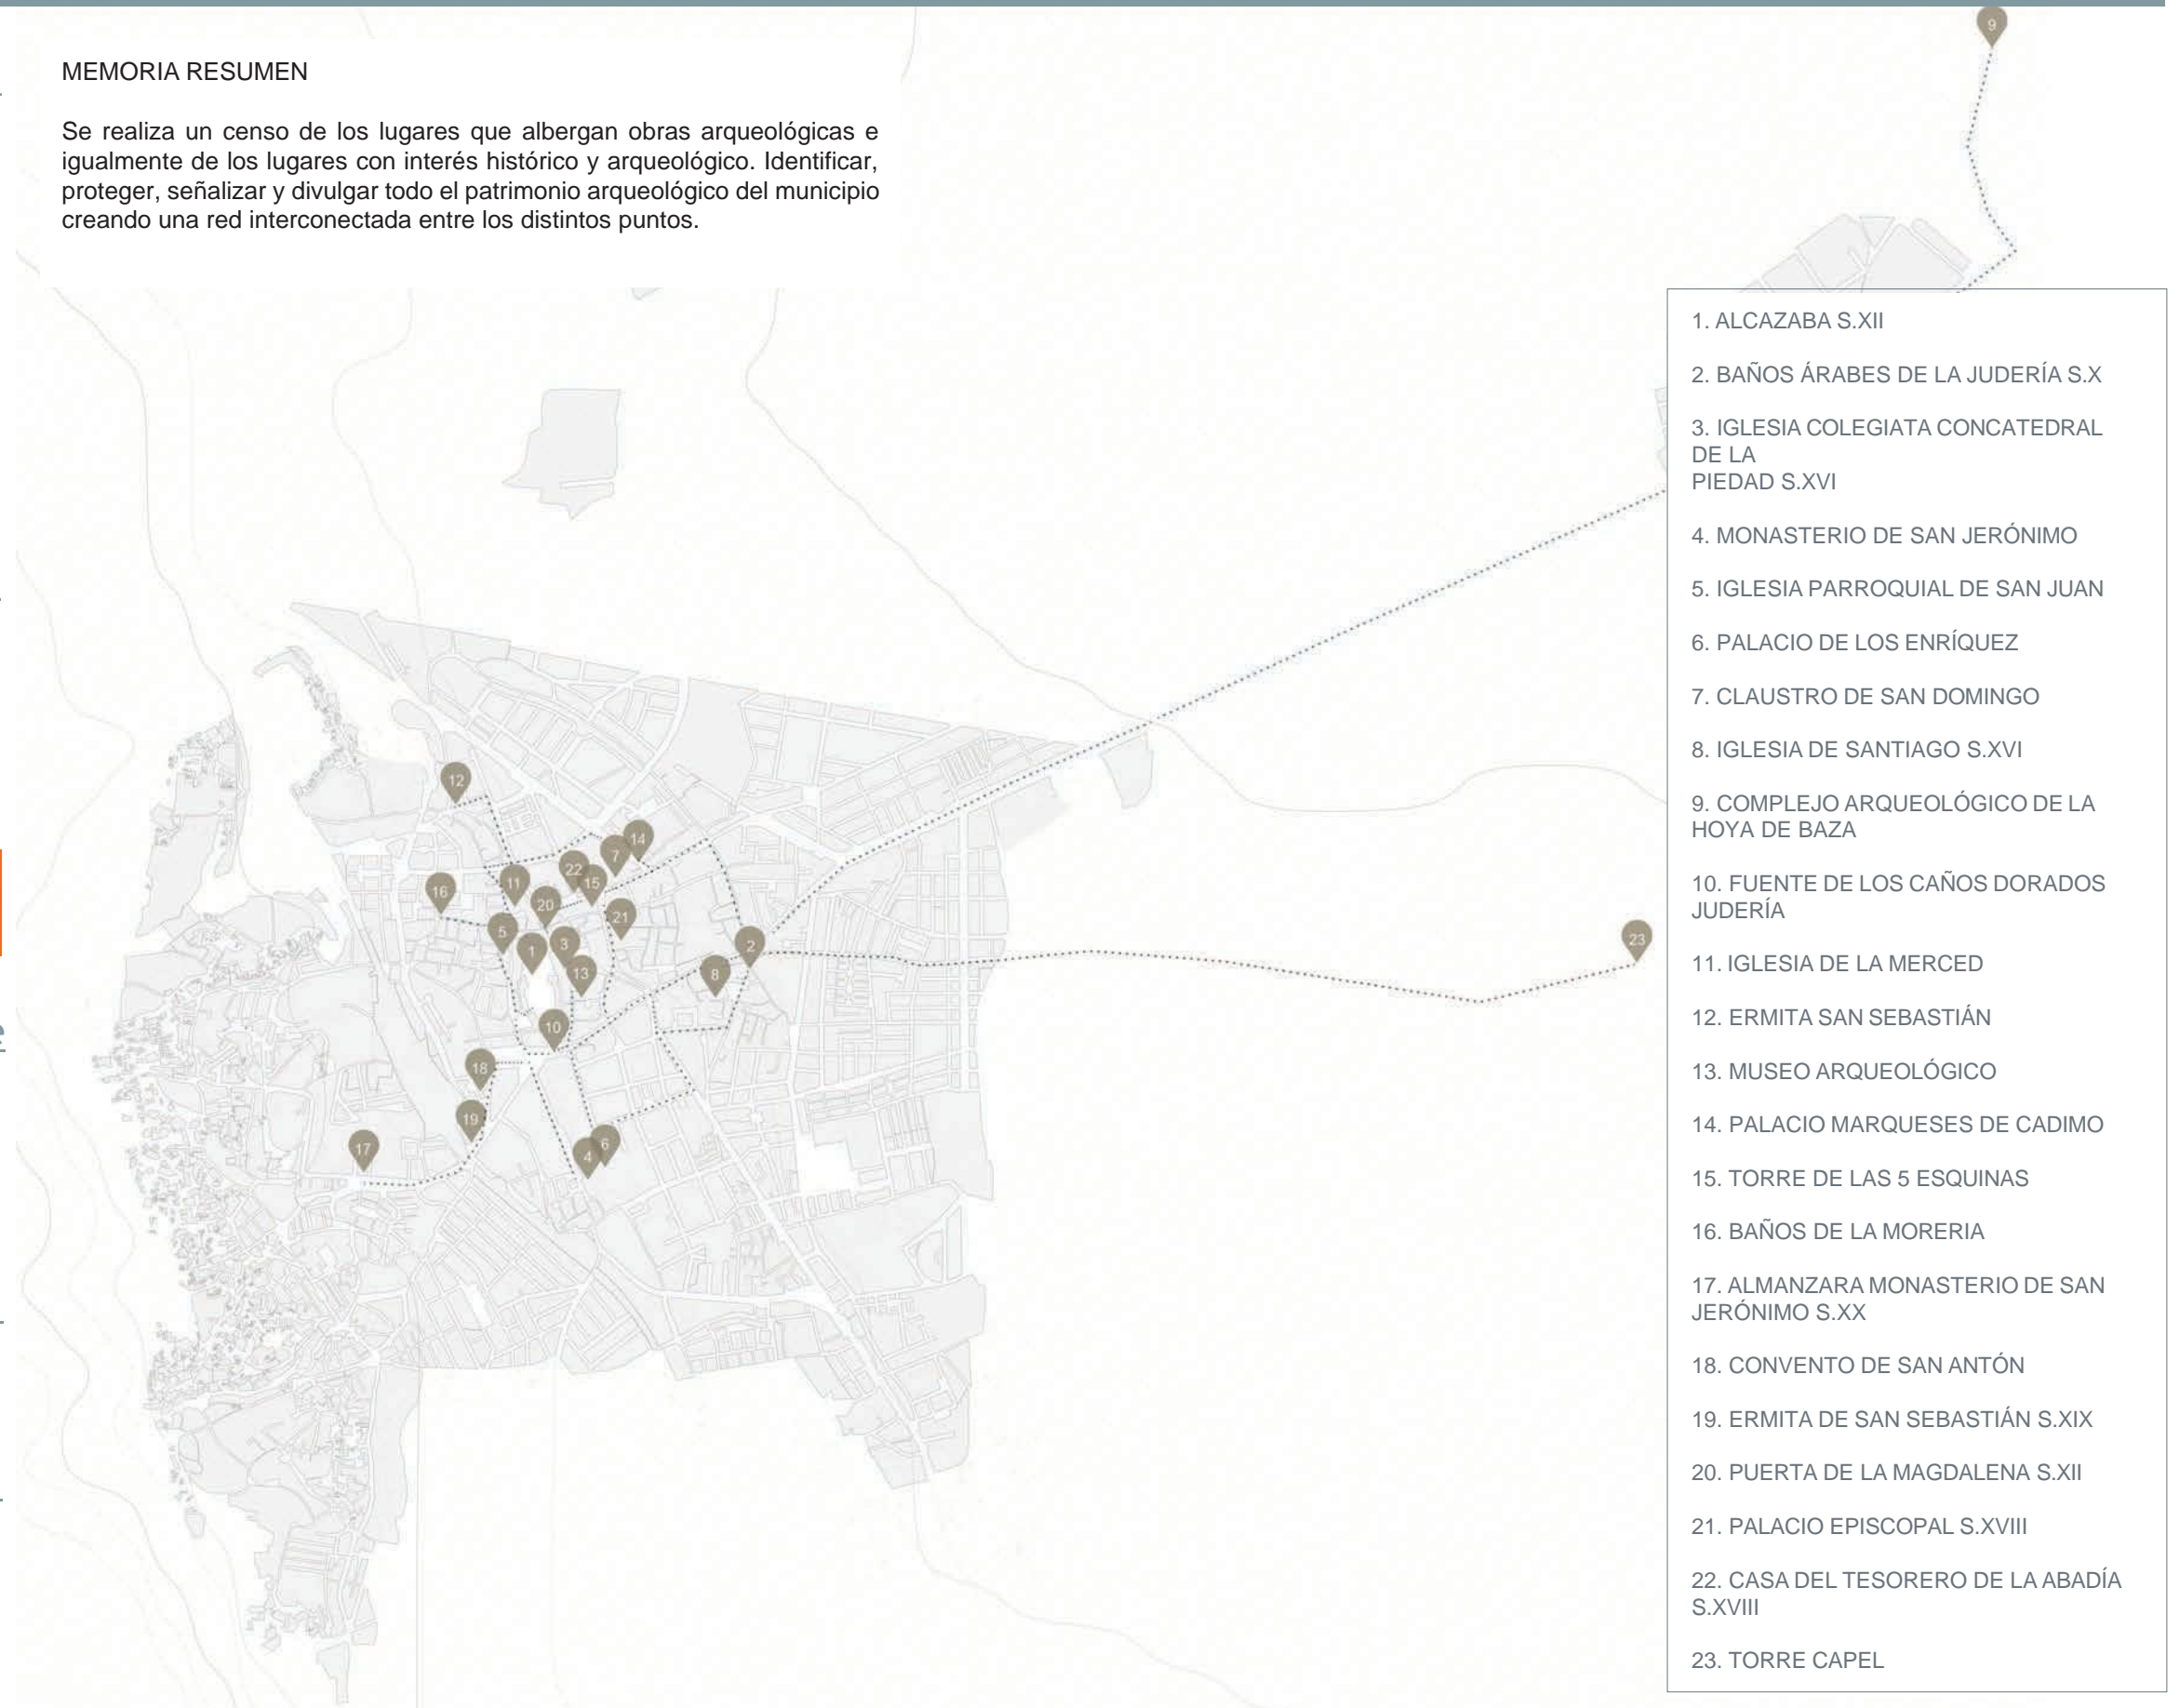 MEMORIA RESUMEN
Se realiza un censo de los lugares que albergan obras arqueológicas e
igualmente de los lugares con interés histórico y arqueológico. Identificar,
proteger, señalizar y divulgar todo el patrimonio arqueológico del municipio
creando una red interconectada entre los distintos puntos.
9
12
14
7
22
15
11
16
20
21
5
3
1
2
13
8
23
10
18
19
6
17
4
1. ALCAZABA S.XII
2. BAÑOS ÁRABES DE LA JUDERÍA S.X
3. IGLESIA COLEGIATA CONCATEDRAL
DE LA
PIEDAD S.XVI
4. MONASTERIO DE SAN JERÓNIMO
5. IGLESIA PARROQUIAL DE SAN JUAN
6. PALACIO DE LOS ENRÍQUEZ
7. CLAUSTRO DE SAN DOMINGO
8. IGLESIA DE SANTIAGO S.XVI
9. COMPLEJO ARQUEOLÓGICO DE LA
HOYA DE BAZA
10. FUENTE DE LOS CAÑOS DORADOS
JUDERÍA
11. IGLESIA DE LA MERCED
12. ERMITA SAN SEBASTIÁN
13. MUSEO ARQUEOLÓGICO
14. PALACIO MARQUESES DE CADIMO
15. TORRE DE LAS 5 ESQUINAS
16. BAÑOS DE LA MORERIA
17. ALMANZARA MONASTERIO DE SAN
JERÓNIMO S.XX
18. CONVENTO DE SAN ANTÓN
19. ERMITA DE SAN SEBASTIÁN S.XIX
20. PUERTA DE LA MAGDALENA S.XII
21. PALACIO EPISCOPAL S.XVIII
22. CASA DEL TESORERO DE LA ABADÍA
S.XVIII
23. TORRE CAPEL